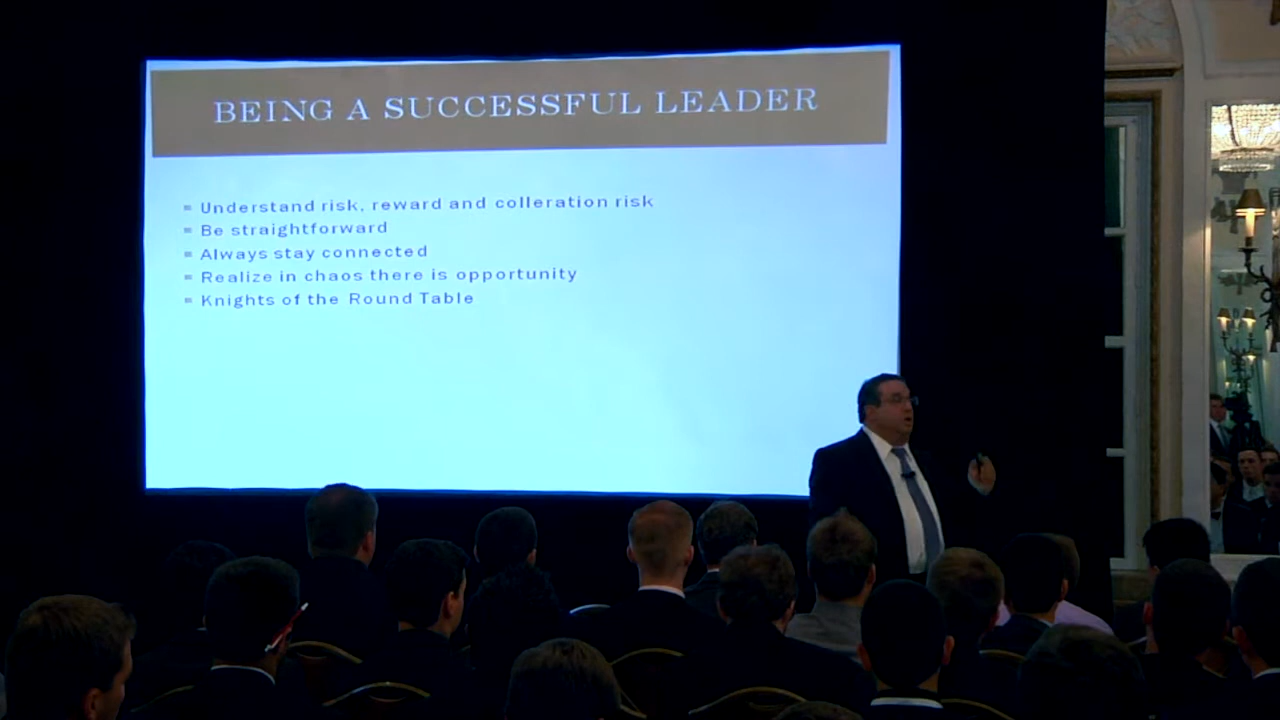 BEING A SUCCESSFUL LEADER
Understand risk, reward and colleration risk
Be straightforward
Always stay connected
Realize in chaos there is opportunity
Knights of the Round Table